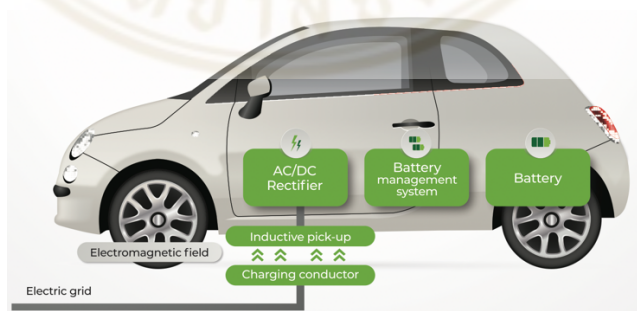 AC/DC
Rectifier
Battery
management
system
Battery
Inductive pick-up
Electromagnetic field
Charging conductor
Electric grid